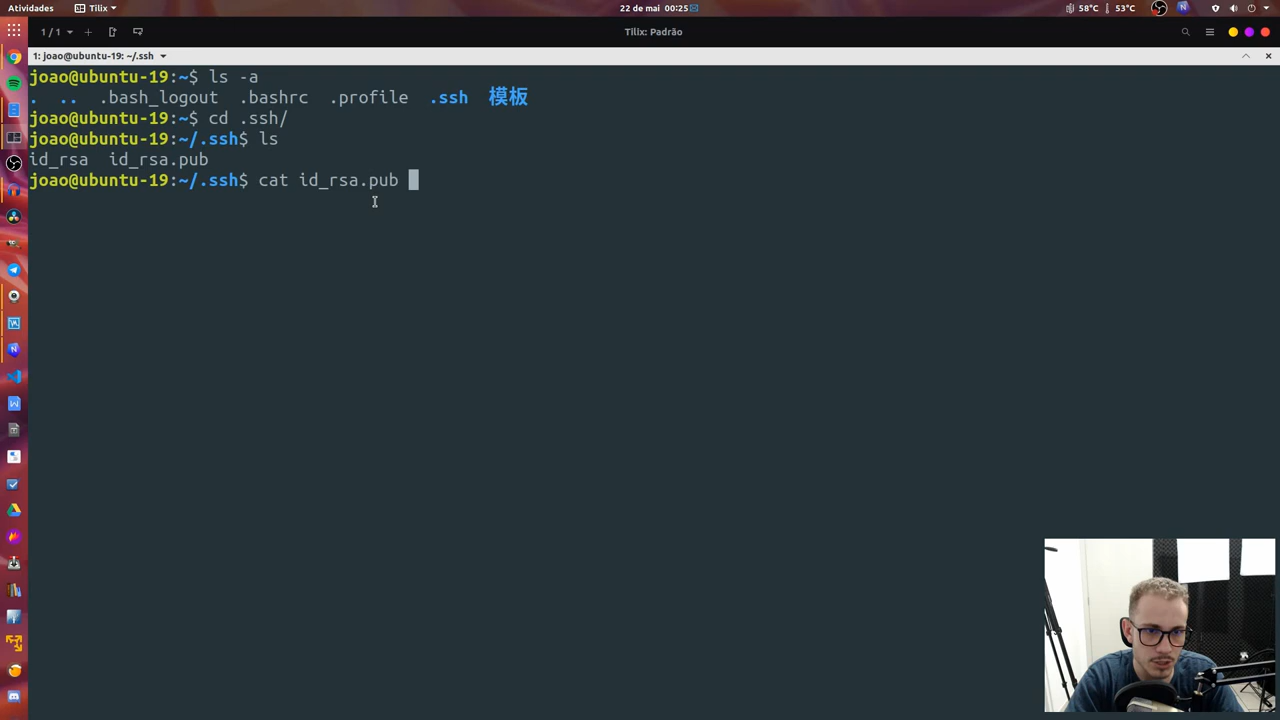 Atividades Tilix 22 de mai 00:25 58°C 53°C
1 / 1 Tilix: Padrão
1: joao@ubuntu-19: ~/.ssh
joao@ubuntu-19:~$ ls -a
. .. .bash_logout .bashrc .profile .ssh 模板
joao@ubuntu-19:~$ cd .ssh/
joao@ubuntu-19:~/.ssh$ ls
id_rsa id_rsa.pub
joao@ubuntu-19:~/.ssh$ cat id_rsa.pub